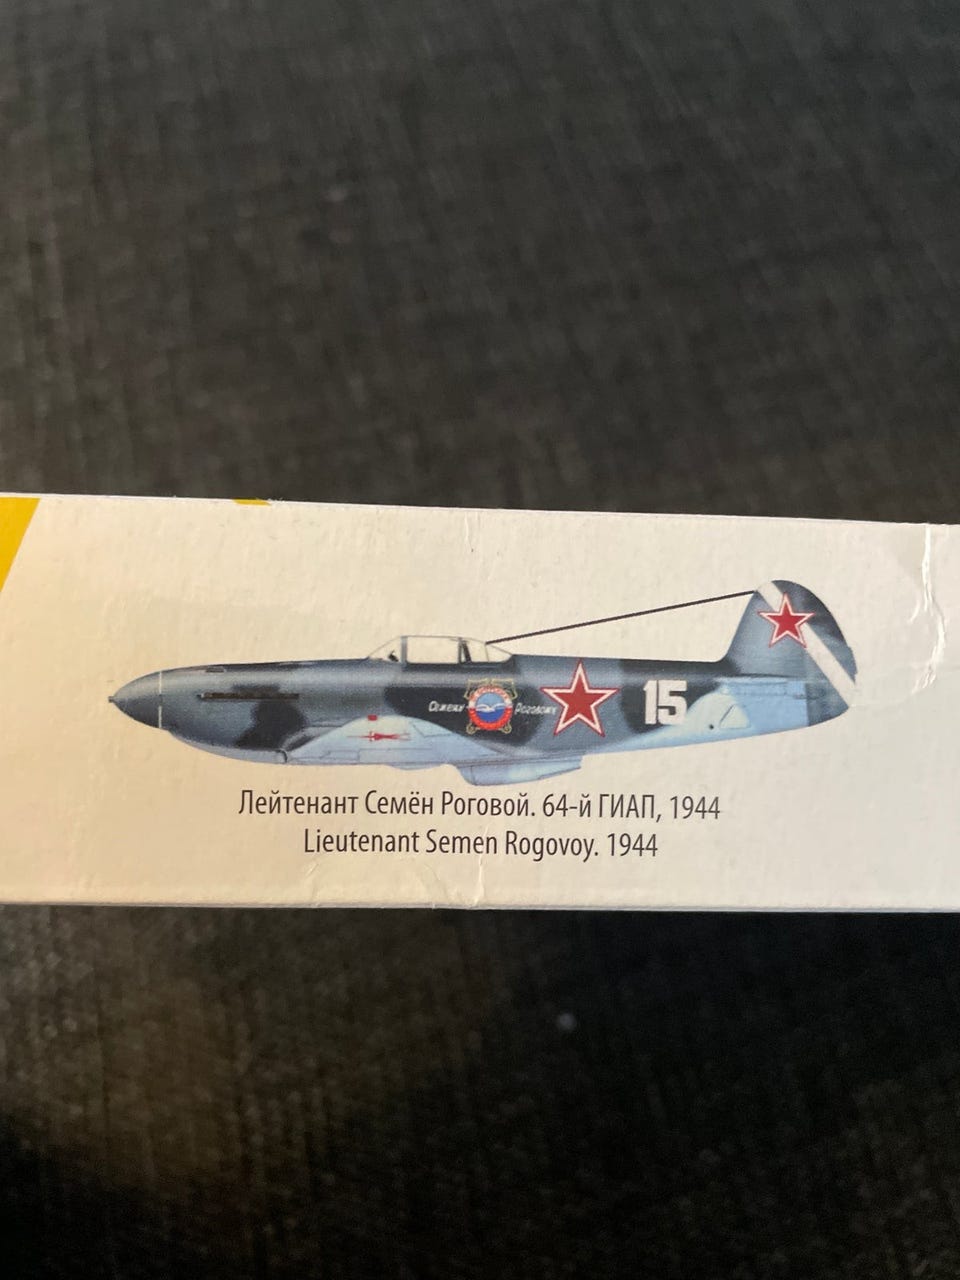 15
Лейтенант Семён Роговой. 64-й ГИАП, 1944
Lieutenant Semen Rogovoy. 1944